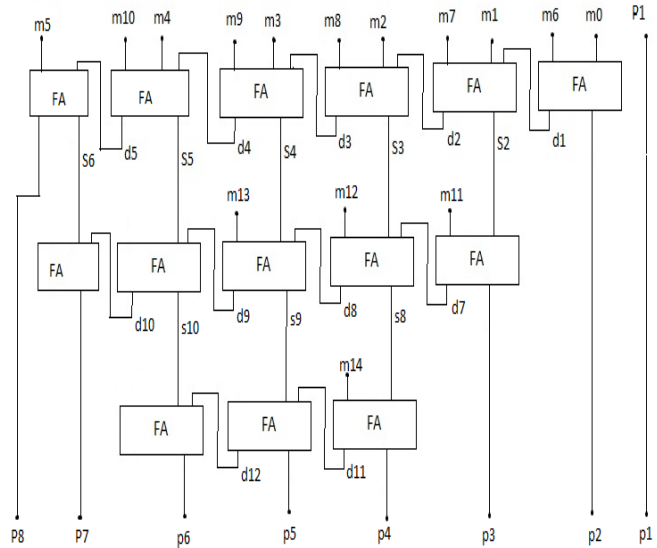 m5 m10 m4 m9 m3 m8 m2 m7 m1 m6 m0 P1
FA FA FA FA FA FA
S6 d5 S5 d4 S4 d3 S3 d2 S2 d1
m13 m12 m11
FA FA FA FA FA
d10 s10 d9 s9 d8 s8 d7
m14
FA FA FA
d12 d11
P8 P7 p6 p5 p4 p3 p2 p1